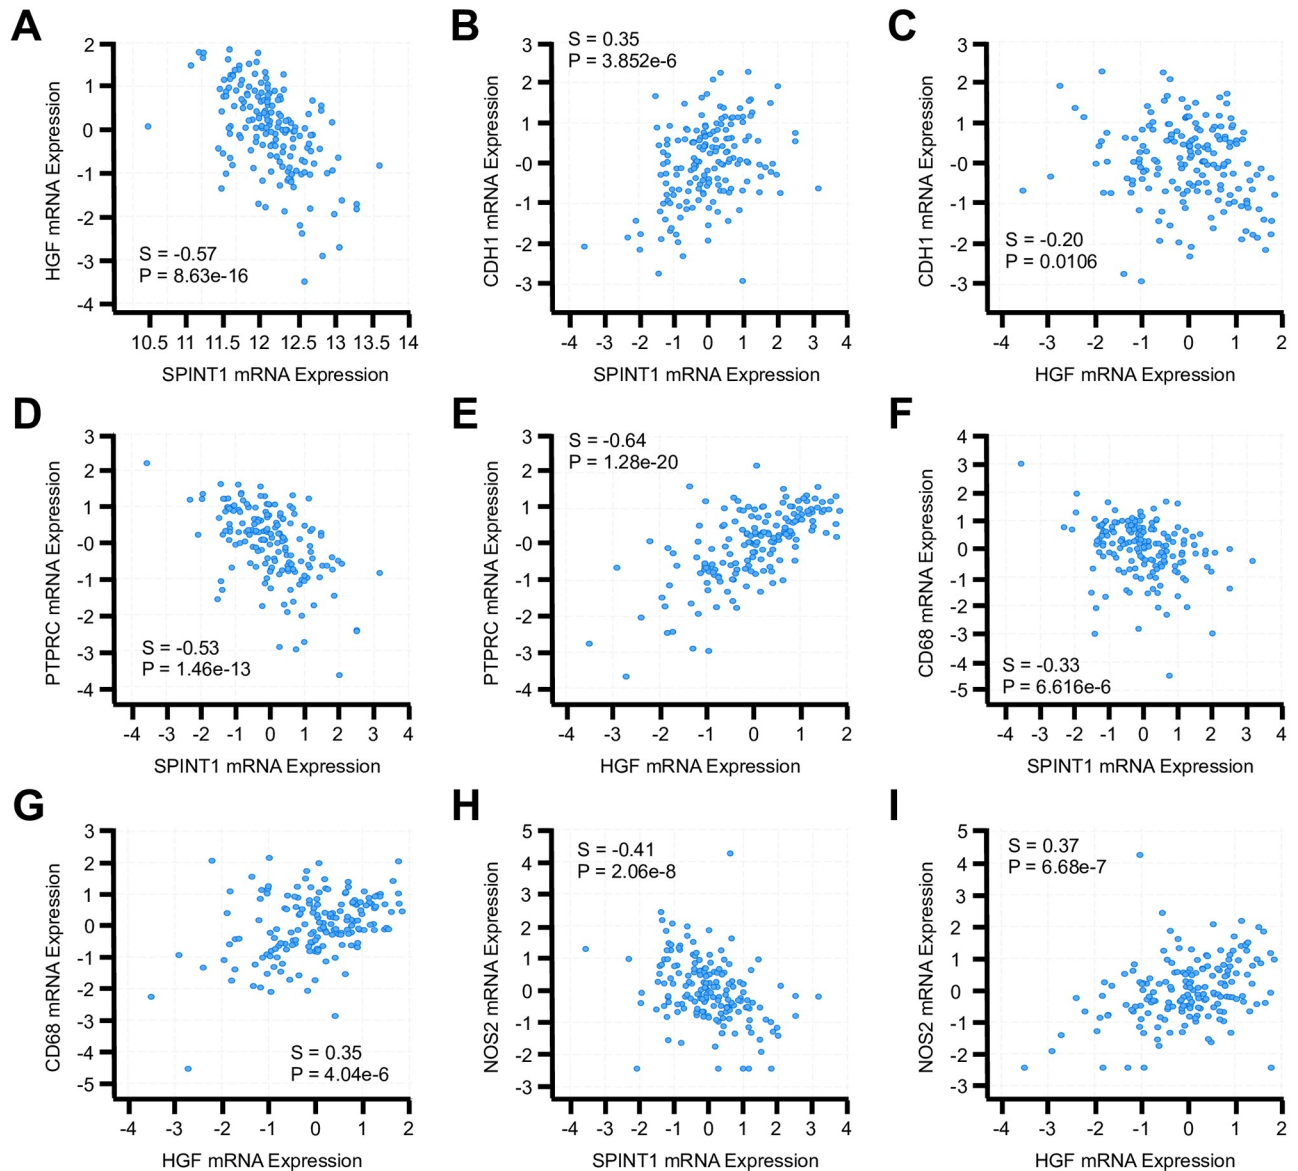 A
2
1
0
-1
-2
-3
-4
HGF mRNA Expression
S = -0.57
P = 8.63e-16
10.5 11 11.5 12 12.5 13 13.5 14
SPINT1 mRNA Expression
B
3
2
1
-0
-1
-2
-3
CDH1 mRNA Expression
S = 0.35
P = 3.852e-6
-4 -3 -2 -1 0 1 2 3 4
SPINT1 mRNA Expression
C
3
2
1
-0
-1
-2
-3
CDH1 mRNA Expression
S = -0.20
P = 0.0106
-4 -3 -2 -1 0 1 2
HGF mRNA Expression
D
3
2
1
-0
-1
-2
-3
-4
PTPRC mRNA Expression
S = -0.53
P = 1.46e-13
-4 -3 -2 -1 0 1 2 3 4
SPINT1 mRNA Expression
E
3
2
1
-0
-1
-2
-3
-4
PTPRC mRNA Expression
S = -0.64
P = 1.28e-20
-4 -3 -2 -1 0 1 2
HGF mRNA Expression
F
4
3
2
1
0
-1
-2
-3
-4
-5
CD68 mRNA Expression
S = -0.33
P = 6.616e-6
-4 -3 -2 -1 0 1 2 3 4
SPINT1 mRNA Expression
G
3
2
1
0
-1
-2
-3
-4
-5
CD68 mRNA Expression
S = 0.35
P = 4.04e-6
-4 -3 -2 -1 0 1 2
HGF mRNA Expression
H
5
4
3
2
1
0
-1
-2
-3
NOS2 mRNA Expression
S = -0.41
P = 2.06e-8
-4 -3 -2 -1 0 1 2 3 4
SPINT1 mRNA Expression
I
5
4
3
2
1
0
-1
-2
-3
NOS2 mRNA Expression
S = 0.37
P = 6.68e-7
-4 -3 -2 -1 0 1 2
HGF mRNA Expression